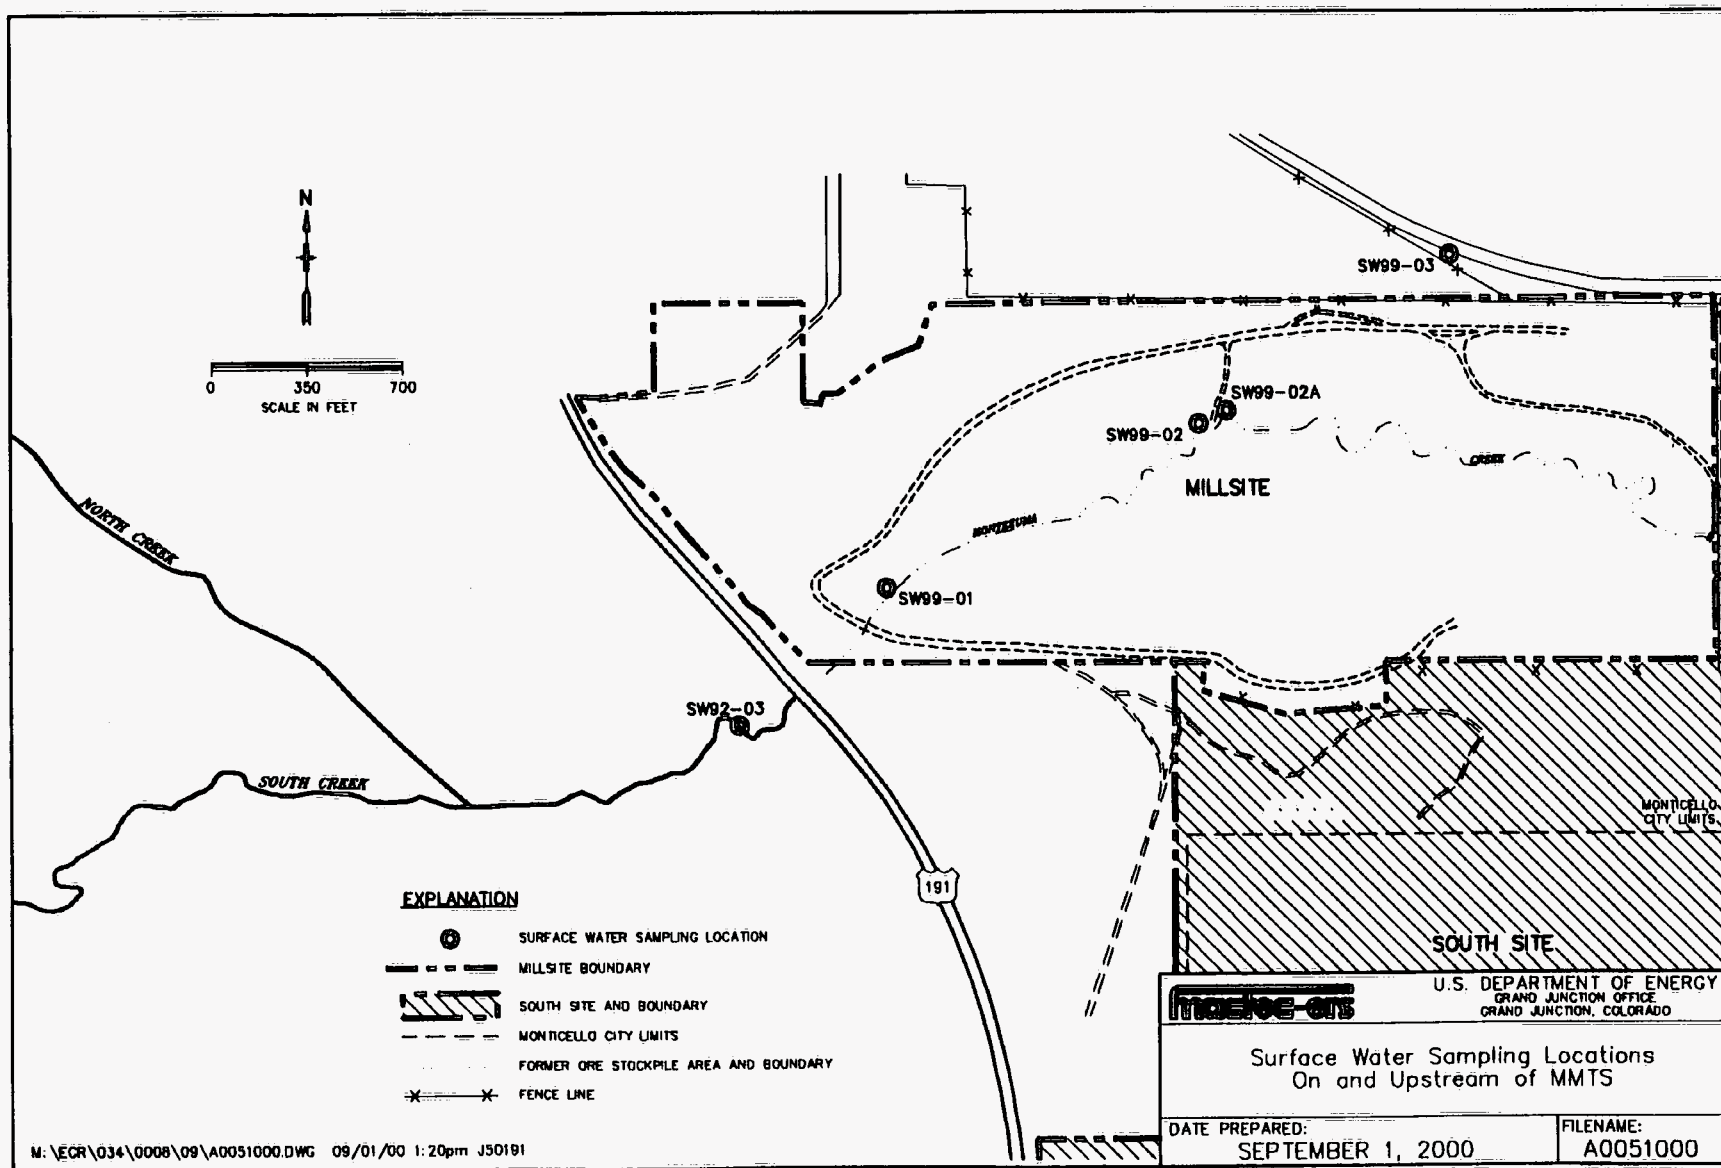 N
0 350 700
SCALE IN FEET
SW99-03
SW99-02A
SW99-02
CREEK
MILLSITE
MONTEZUMA
NORTH CREEK
SW99-01
SW92-03
SOUTH CREEK
MONTICELLO
CITY LIMITS
191
SOUTH SITE
EXPLANATION
SURFACE WATER SAMPLING LOCATION
MILLSITE BOUNDARY
SOUTH SITE AND BOUNDARY
MONTICELLO CITY LIMITS
FORMER ORE STOCKPILE AREA AND BOUNDARY
FENCE LINE
mactec-ers
U.S. DEPARTMENT OF ENERGY
GRAND JUNCTION OFFICE
GRAND JUNCTION, COLORADO
Surface Water Sampling Locations
On and Upstream of MMTS
DATE PREPARED:
SEPTEMBER 1, 2000
FILENAME:
A0051000
M:\ECR\034\0008\09\A0051000.DWG 09/01/00 1:20pm J50191